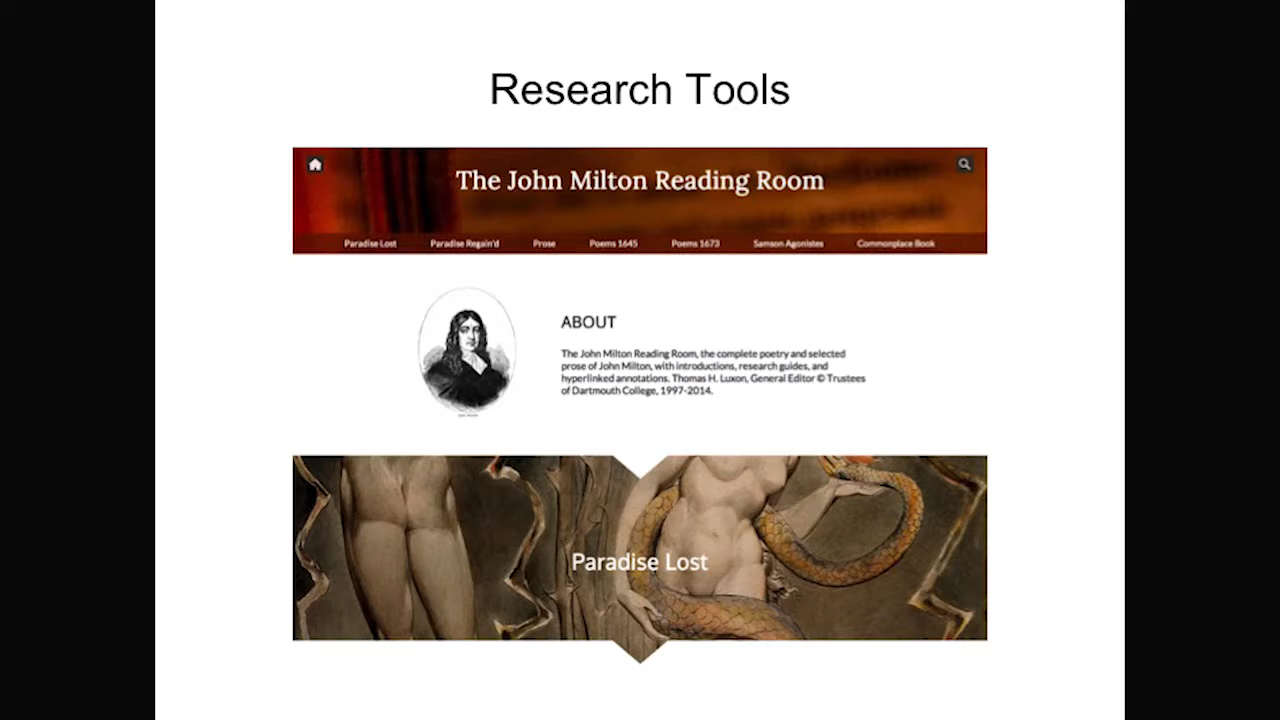 Research Tools
The John Milton Reading Room
Paradise Lost Paradise Regain'd Prose Poems 1645 Poems 1673 Samson Agonistes Commonplace Book
ABOUT
The John Milton Reading Room, the complete poetry and selected
prose of John Milton, with introductions, research guides, and
hyperlinked annotations. Thomas H. Luxon, General Editor © Trustees
of Dartmouth College, 1997-2014.
Paradise Lost